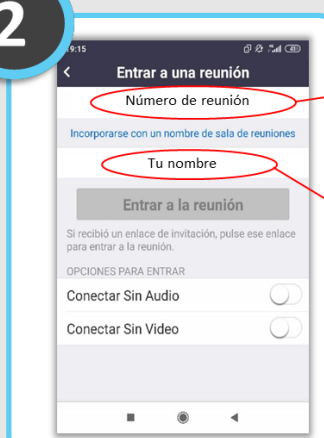 2
9:15
Entrar a una reunión
Número de reunión
Incorporarse con un nombre de sala de reuniones
Tu nombre
Entrar a la reunión
Si recibió un enlace de invitación, pulse ese enlace
para entrar a la reunión.
OPCIONES PARA ENTRAR
Conectar Sin Audio
Conectar Sin Video